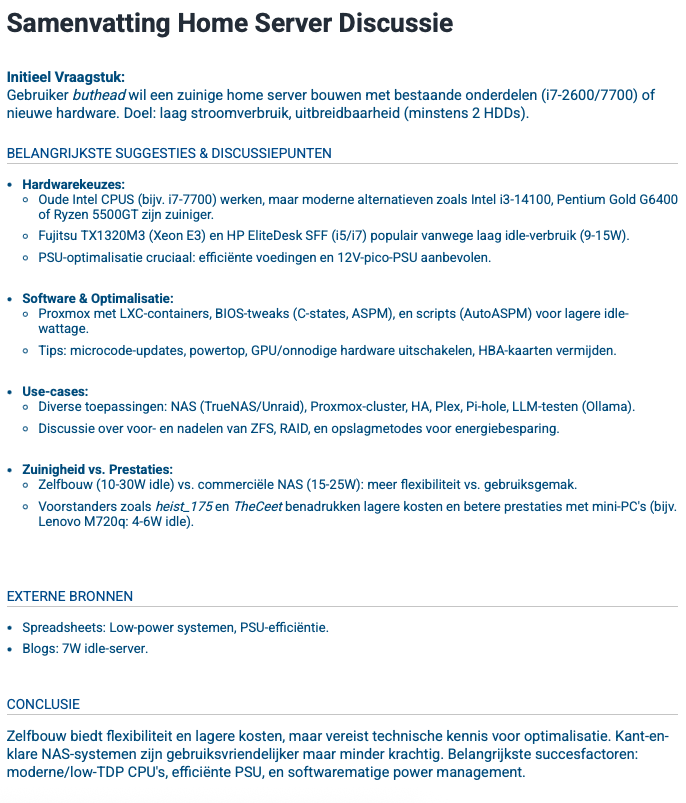 Samenvatting Home Server Discussie
Initieel Vraagstuk:
Gebruiker buthead wil een zuinige home server bouwen met bestaande onderdelen (i7-2600/7700) of
nieuwe hardware. Doel: laag stroomverbruik, uitbreidbaarheid (minstens 2 HDDs).
BELANGRIJKSTE SUGGESTIES & DISCUSSIEPUNTEN
• Hardwarekeuzes:
◦ Oude Intel CPUS (bijv. i7-7700) werken, maar moderne alternatieven zoals Intel i3-14100, Pentium Gold G6400
of Ryzen 5500GT zijn zuiniger.
◦ Fujitsu TX1320M3 (Xeon E3) en HP EliteDesk SFF (i5/i7) populair vanwege laag idle-verbruik (9-15W).
◦ PSU-optimalisatie cruciaal: efficiënte voedingen en 12V-pico-PSU aanbevolen.
• Software & Optimalisatie:
◦ Proxmox met LXC-containers, BIOS-tweaks (C-states, ASPM), en scripts (AutoASPM) voor lagere idle-
wattage.
◦ Tips: microcode-updates, powertop, GPU/onnodige hardware uitschakelen, HBA-kaarten vermijden.
• Use-cases:
◦ Diverse toepassingen: NAS (TrueNAS/Unraid), Proxmox-cluster, HA, Plex, Pi-hole, LLM-testen (Ollama).
◦ Discussie over voor- en nadelen van ZFS, RAID, en opslagmetodes voor energiebesparing.
• Zuinigheid vs. Prestaties:
◦ Zelfbouw (10-30W idle) vs. commerciële NAS (15-25W): meer flexibiliteit vs. gebruiksgemak.
◦ Voorstanders zoals heist_175 en TheCeet benadrukken lagere kosten en betere prestaties met mini-PC's (bijv.
Lenovo M720q: 4-6W idle).
EXTERNE BRONNEN
• Spreadsheets: Low-power systemen, PSU-efficiëntie.
• Blogs: 7W idle-server.
CONCLUSIE
Zelfbouw biedt flexibiliteit en lagere kosten, maar vereist technische kennis voor optimalisatie. Kant-en-
klare NAS-systemen zijn gebruiksvriendelijker maar minder krachtig. Belangrijkste succesfactoren:
moderne/low-TDP CPU's, efficiënte PSU, en softwarematige power management.